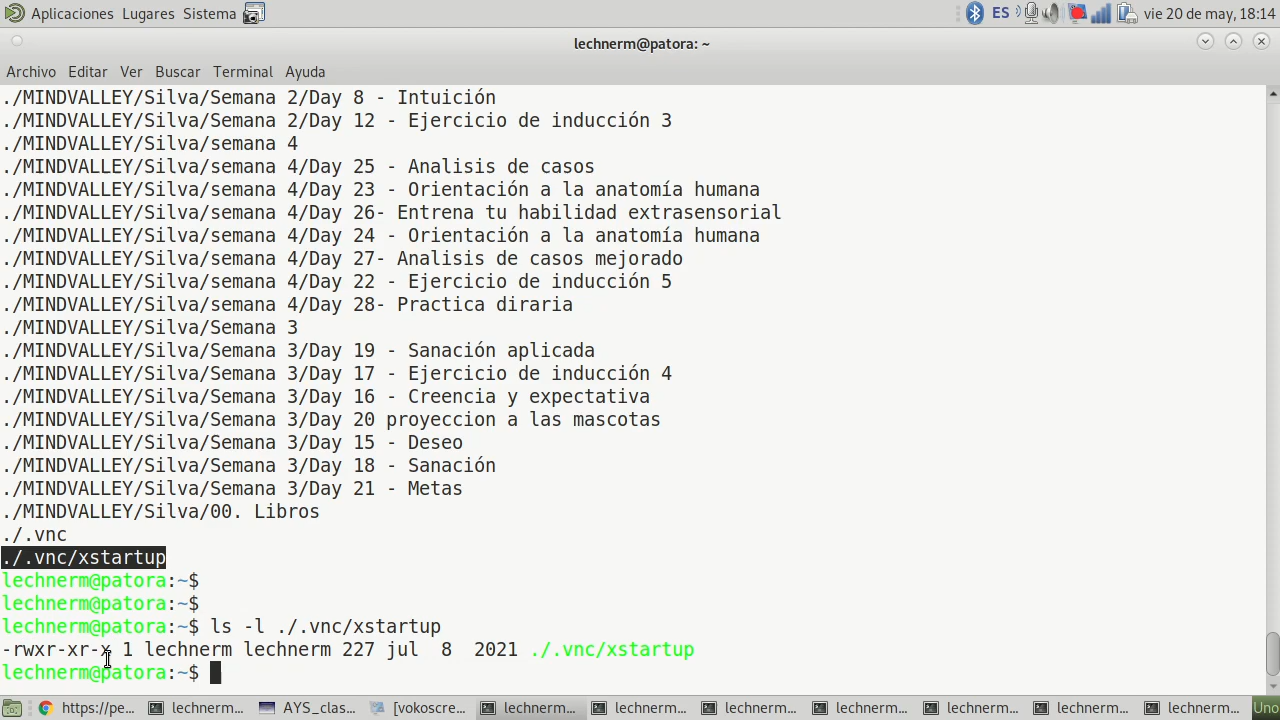 Aplicaciones Lugares Sistema ES vie 20 de may, 18:14
lechnerm@patora: ~
Archivo Editar Ver Buscar Terminal Ayuda
./MINDVALLEY/Silva/Semana 2/Day 8 - Intuición
./MINDVALLEY/Silva/Semana 2/Day 12 - Ejercicio de inducción 3
./MINDVALLEY/Silva/semana 4
./MINDVALLEY/Silva/semana 4/Day 25 - Analisis de casos
./MINDVALLEY/Silva/semana 4/Day 23 - Orientación a la anatomía humana
./MINDVALLEY/Silva/semana 4/Day 26- Entrena tu habilidad extrasensorial
./MINDVALLEY/Silva/semana 4/Day 24 - Orientación a la anatomía humana
./MINDVALLEY/Silva/semana 4/Day 27- Analisis de casos mejorado
./MINDVALLEY/Silva/semana 4/Day 22 - Ejercicio de inducción 5
./MINDVALLEY/Silva/semana 4/Day 28- Practica diraria
./MINDVALLEY/Silva/Semana 3
./MINDVALLEY/Silva/Semana 3/Day 19 - Sanación aplicada
./MINDVALLEY/Silva/Semana 3/Day 17 - Ejercicio de inducción 4
./MINDVALLEY/Silva/Semana 3/Day 16 - Creencia y expectativa
./MINDVALLEY/Silva/Semana 3/Day 20 proyeccion a las mascotas
./MINDVALLEY/Silva/Semana 3/Day 15 - Deseo
./MINDVALLEY/Silva/Semana 3/Day 18 - Sanación
./MINDVALLEY/Silva/Semana 3/Day 21 - Metas
./MINDVALLEY/Silva/00. Libros
./.vnc
./.vnc/xstartup
lechnerm@patora:~$
lechnerm@patora:~$
lechnerm@patora:~$ ls -l ./.vnc/xstartup
-rwxr-xr-x 1 lechnerm lechnerm 227 jul  8  2021 ./.vnc/xstartup
lechnerm@patora:~$
https://pe... lechnerm... AYS_clas... [vokoscre... lechnerm... lechnerm... lechnerm... lechnerm... lechnerm... lechnerm... lechnerm... Uno